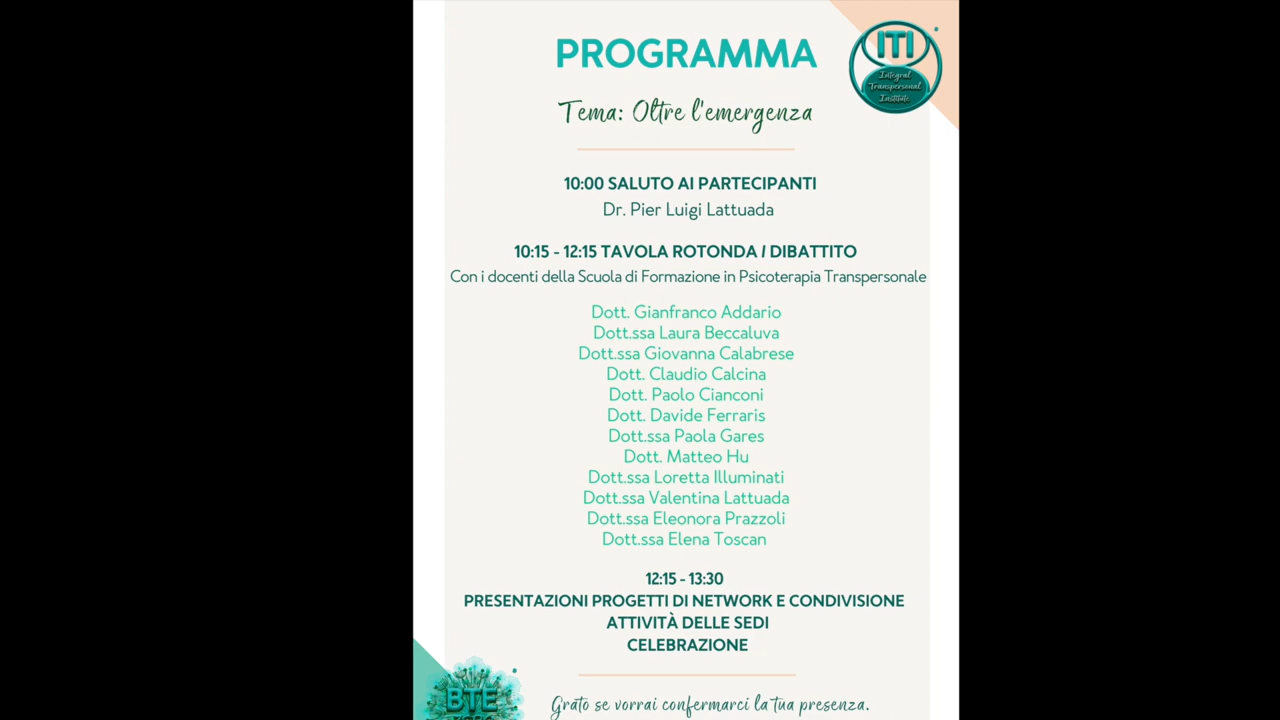 PROGRAMMA
ITI
Integral
Transpersonal
Institute
Tema: Oltre l'emergenza
10:00 SALUTO AI PARTECIPANTI
Dr. Pier Luigi Lattuada
10:15 - 12:15 TAVOLA ROTONDA / DIBATTITO
Con i docenti della Scuola di Formazione in Psicoterapia Transpersonale
Dott. Gianfranco Addario
Dott.ssa Laura Beccaluva
Dott.ssa Giovanna Calabrese
Dott. Claudio Calcina
Dott. Paolo Cianconi
Dott. Davide Ferraris
Dott.ssa Paola Gares
Dott. Matteo Hu
Dott.ssa Loretta Illuminati
Dott.ssa Valentina Lattuada
Dott.ssa Eleonora Prazzoli
Dott.ssa Elena Toscan
12:15 - 13:30
PRESENTAZIONI PROGETTI DI NETWORK E CONDIVISIONE
ATTIVITÀ DELLE SEDI
CELEBRAZIONE
BTE
Grato se vorrai confermarci la tua presenza.